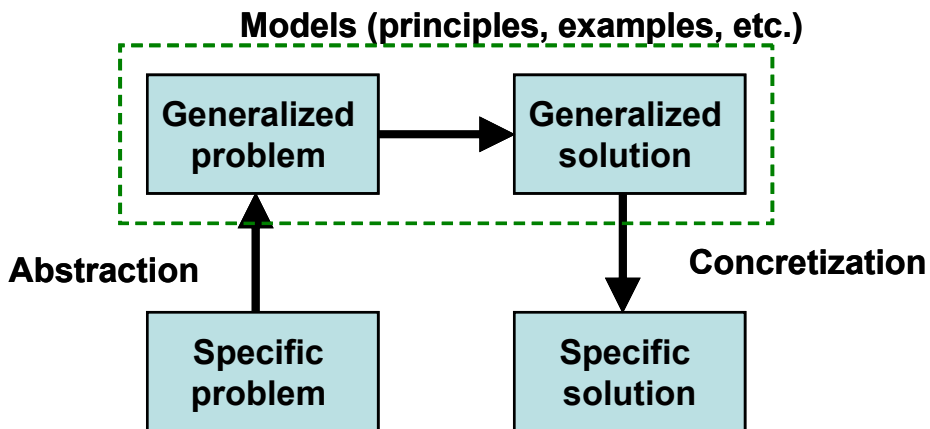 Models (principles, examples, etc.)
Generalized
problem
Generalized
solution
Abstraction
Concretization
Specific
problem
Specific
solution